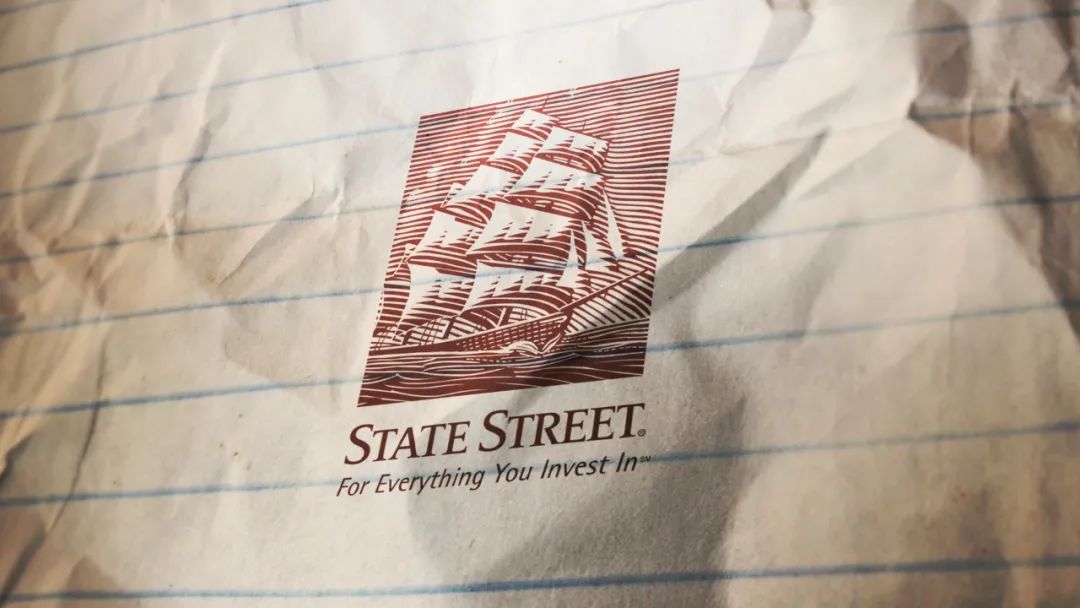 STATE STREET®
For Everything You Invest In℠